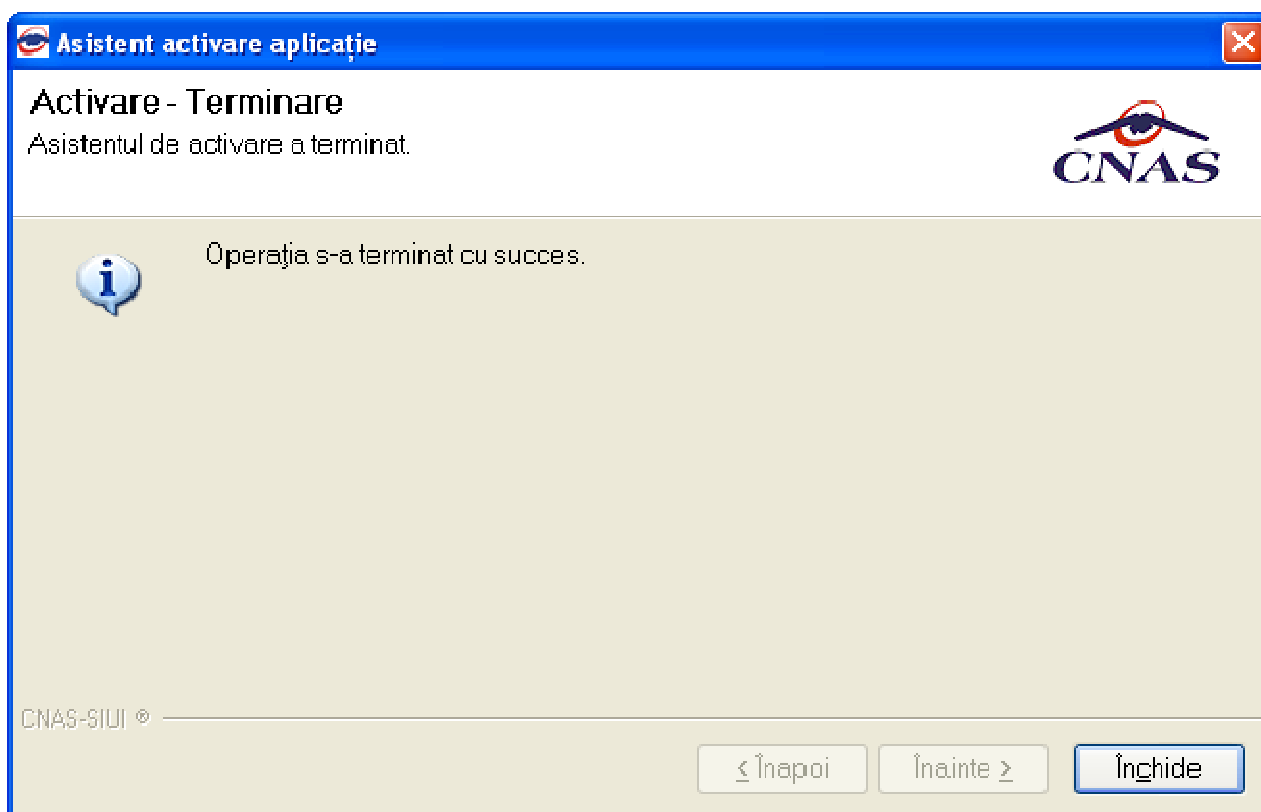 Asistent activare aplicație
Activare - Terminare
Asistentul de activare a terminat.
CNAS
Operația s-a terminat cu succes.
CNAS-SIUI ®
< Înapoi
Înainte >
Închide